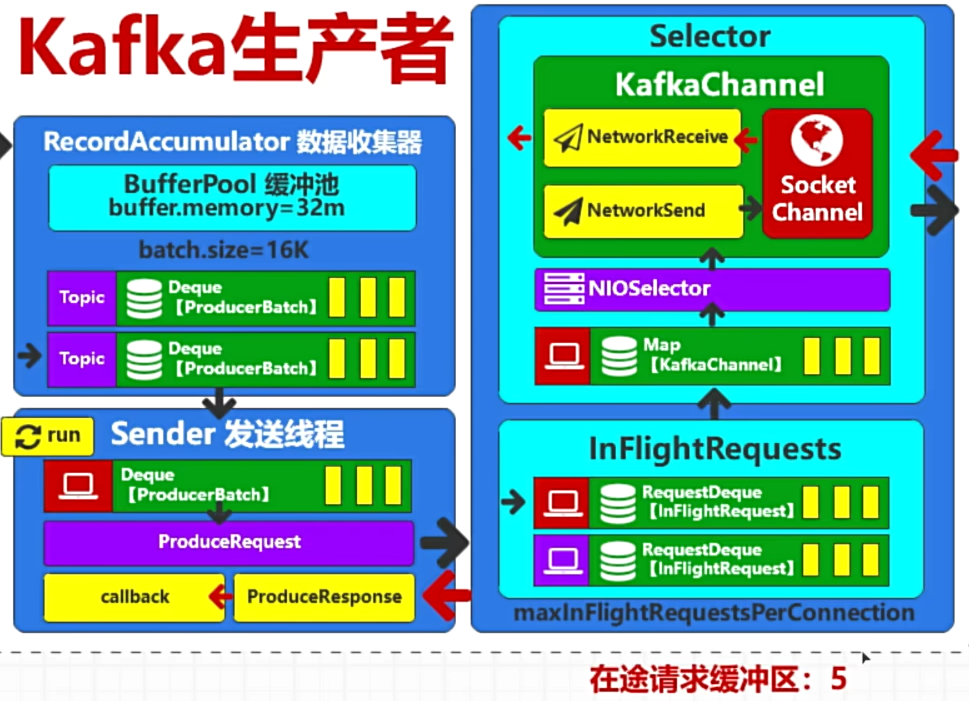 Kafka生产者
RecordAccumulator 数据收集器
BufferPool 缓冲池
buffer.memory=32m
batch.size=16K
Topic
Deque
【ProducerBatch】
Topic
Deque
【ProducerBatch】
run
Sender 发送线程
Deque
【ProducerBatch】
ProduceRequest
callback
ProduceResponse
Selector
KafkaChannel
NetworkReceive
NetworkSend
Socket
Channel
NIOSelector
Map
【KafkaChannel】
InFlightRequests
RequestDeque
【InFlightRequest】
RequestDeque
【InFlightRequest】
maxInFlightRequestsPerConnection
在途请求缓冲区：5